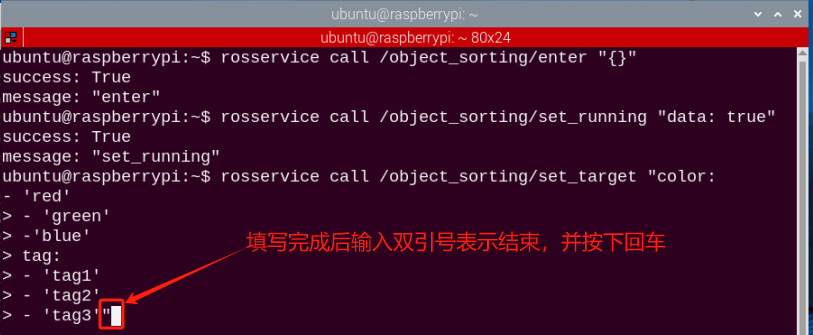 ubuntu@raspberrypi: ~
ubuntu@raspberrypi: ~ 80x24
ubuntu@raspberrypi:~$ rosservice call /object_sorting/enter "{}"
success: True
message: "enter"
ubuntu@raspberrypi:~$ rosservice call /object_sorting/set_running "data: true"
success: True
message: "set_running"
ubuntu@raspberrypi:~$ rosservice call /object_sorting/set_target "color:
- 'red'
> - 'green'
> -'blue'
> tag:
> - 'tag1'
> - 'tag2'
> - 'tag3'"
填写完成后输入双引号表示结束，并按下回车